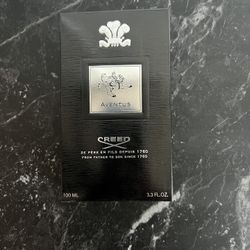 AVENTUS
CREED
DE PÈRE EN FILS DEPUIS 1760
FROM FATHER TO SON SINCE 1760
100 ML
3.3 FL.OZ.